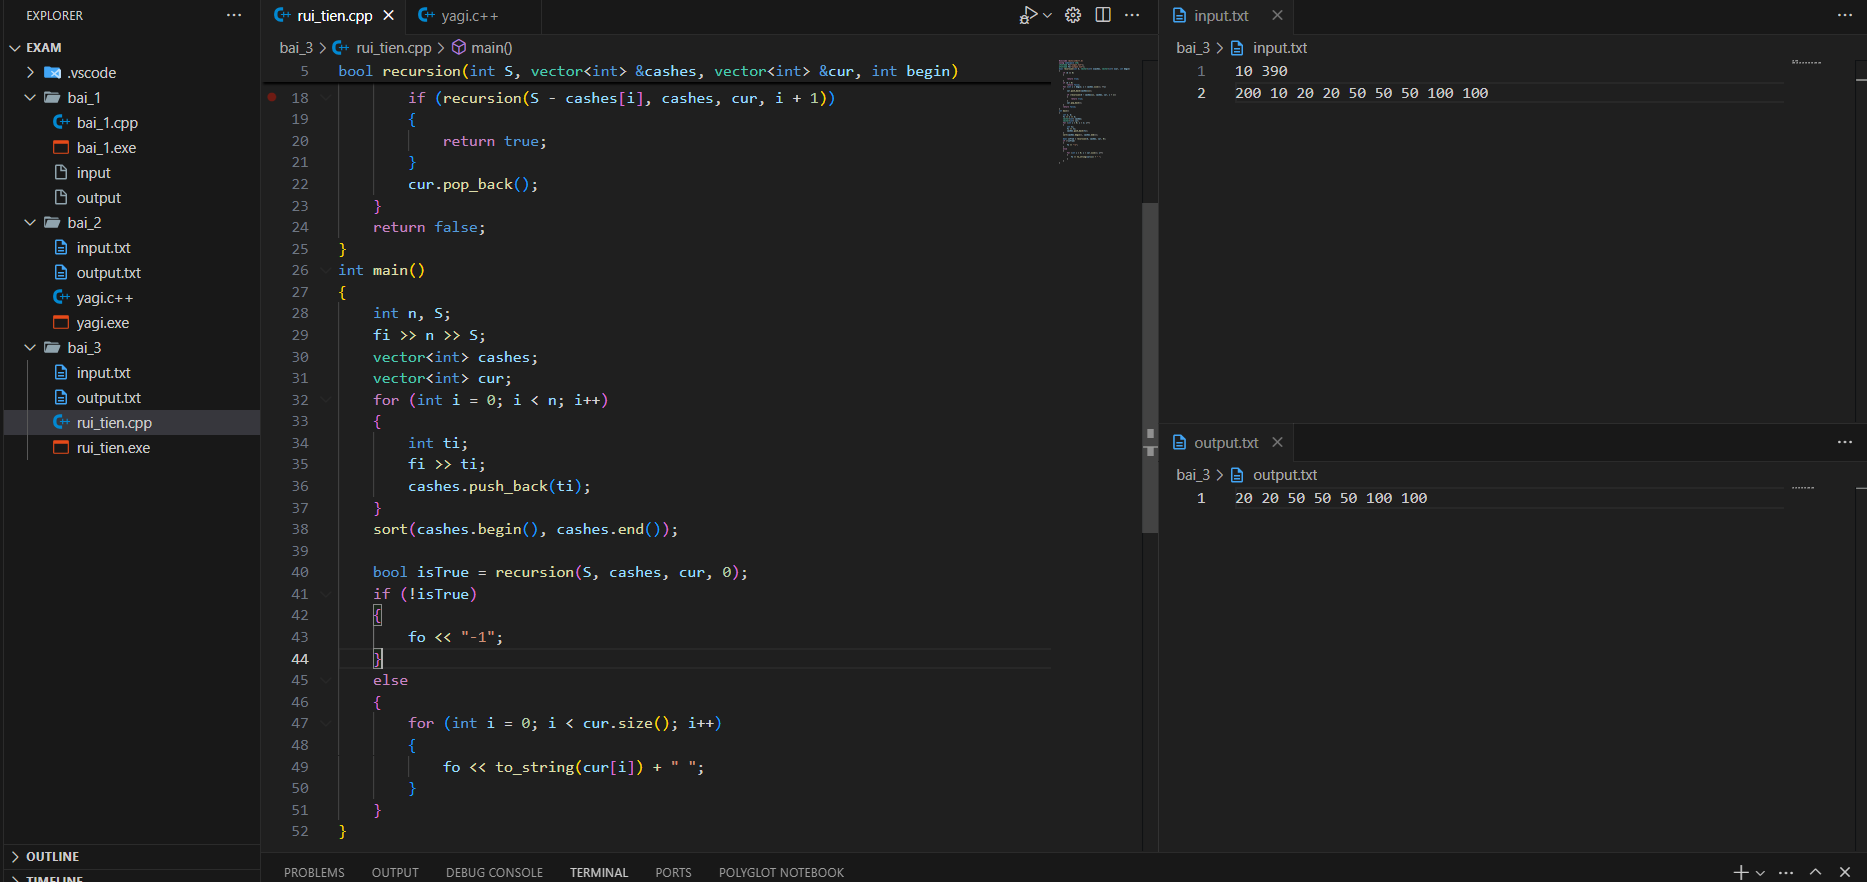 EXPLORER
EXAM
.vscode
bai_1
bai_1.cpp
bai_1.exe
input
output
bai_2
input.txt
output.txt
yagi.c++
yagi.exe
bai_3
input.txt
output.txt
rui_tien.cpp
rui_tien.exe
OUTLINE
TIMELINE
rui_tien.cpp
yagi.c++
bai_3 > rui_tien.cpp > main()
5 bool recursion(int S, vector<int> &cashes, vector<int> &cur, int begin)
18 if (recursion(S - cashes[i], cashes, cur, i + 1))
19 {
20 return true;
21 }
22 cur.pop_back();
23 }
24 return false;
25 }
26 int main()
27 {
28 int n, S;
29 fi >> n >> S;
30 vector<int> cashes;
31 vector<int> cur;
32 for (int i = 0; i < n; i++)
33 {
34 int ti;
35 fi >> ti;
36 cashes.push_back(ti);
37 }
38 sort(cashes.begin(), cashes.end());
39
40 bool isTrue = recursion(S, cashes, cur, 0);
41 if (!isTrue)
42 {
43 fo << "-1";
44 }
45 else
46 {
47 for (int i = 0; i < cur.size(); i++)
48 {
49 fo << to_string(cur[i]) + " ";
50 }
51 }
52 }
input.txt
bai_3 > input.txt
1 10 390
2 200 10 20 20 50 50 50 100 100
output.txt
bai_3 > output.txt
1 20 20 50 50 50 100 100
PROBLEMS OUTPUT DEBUG CONSOLE TERMINAL PORTS POLYGLOT NOTEBOOK